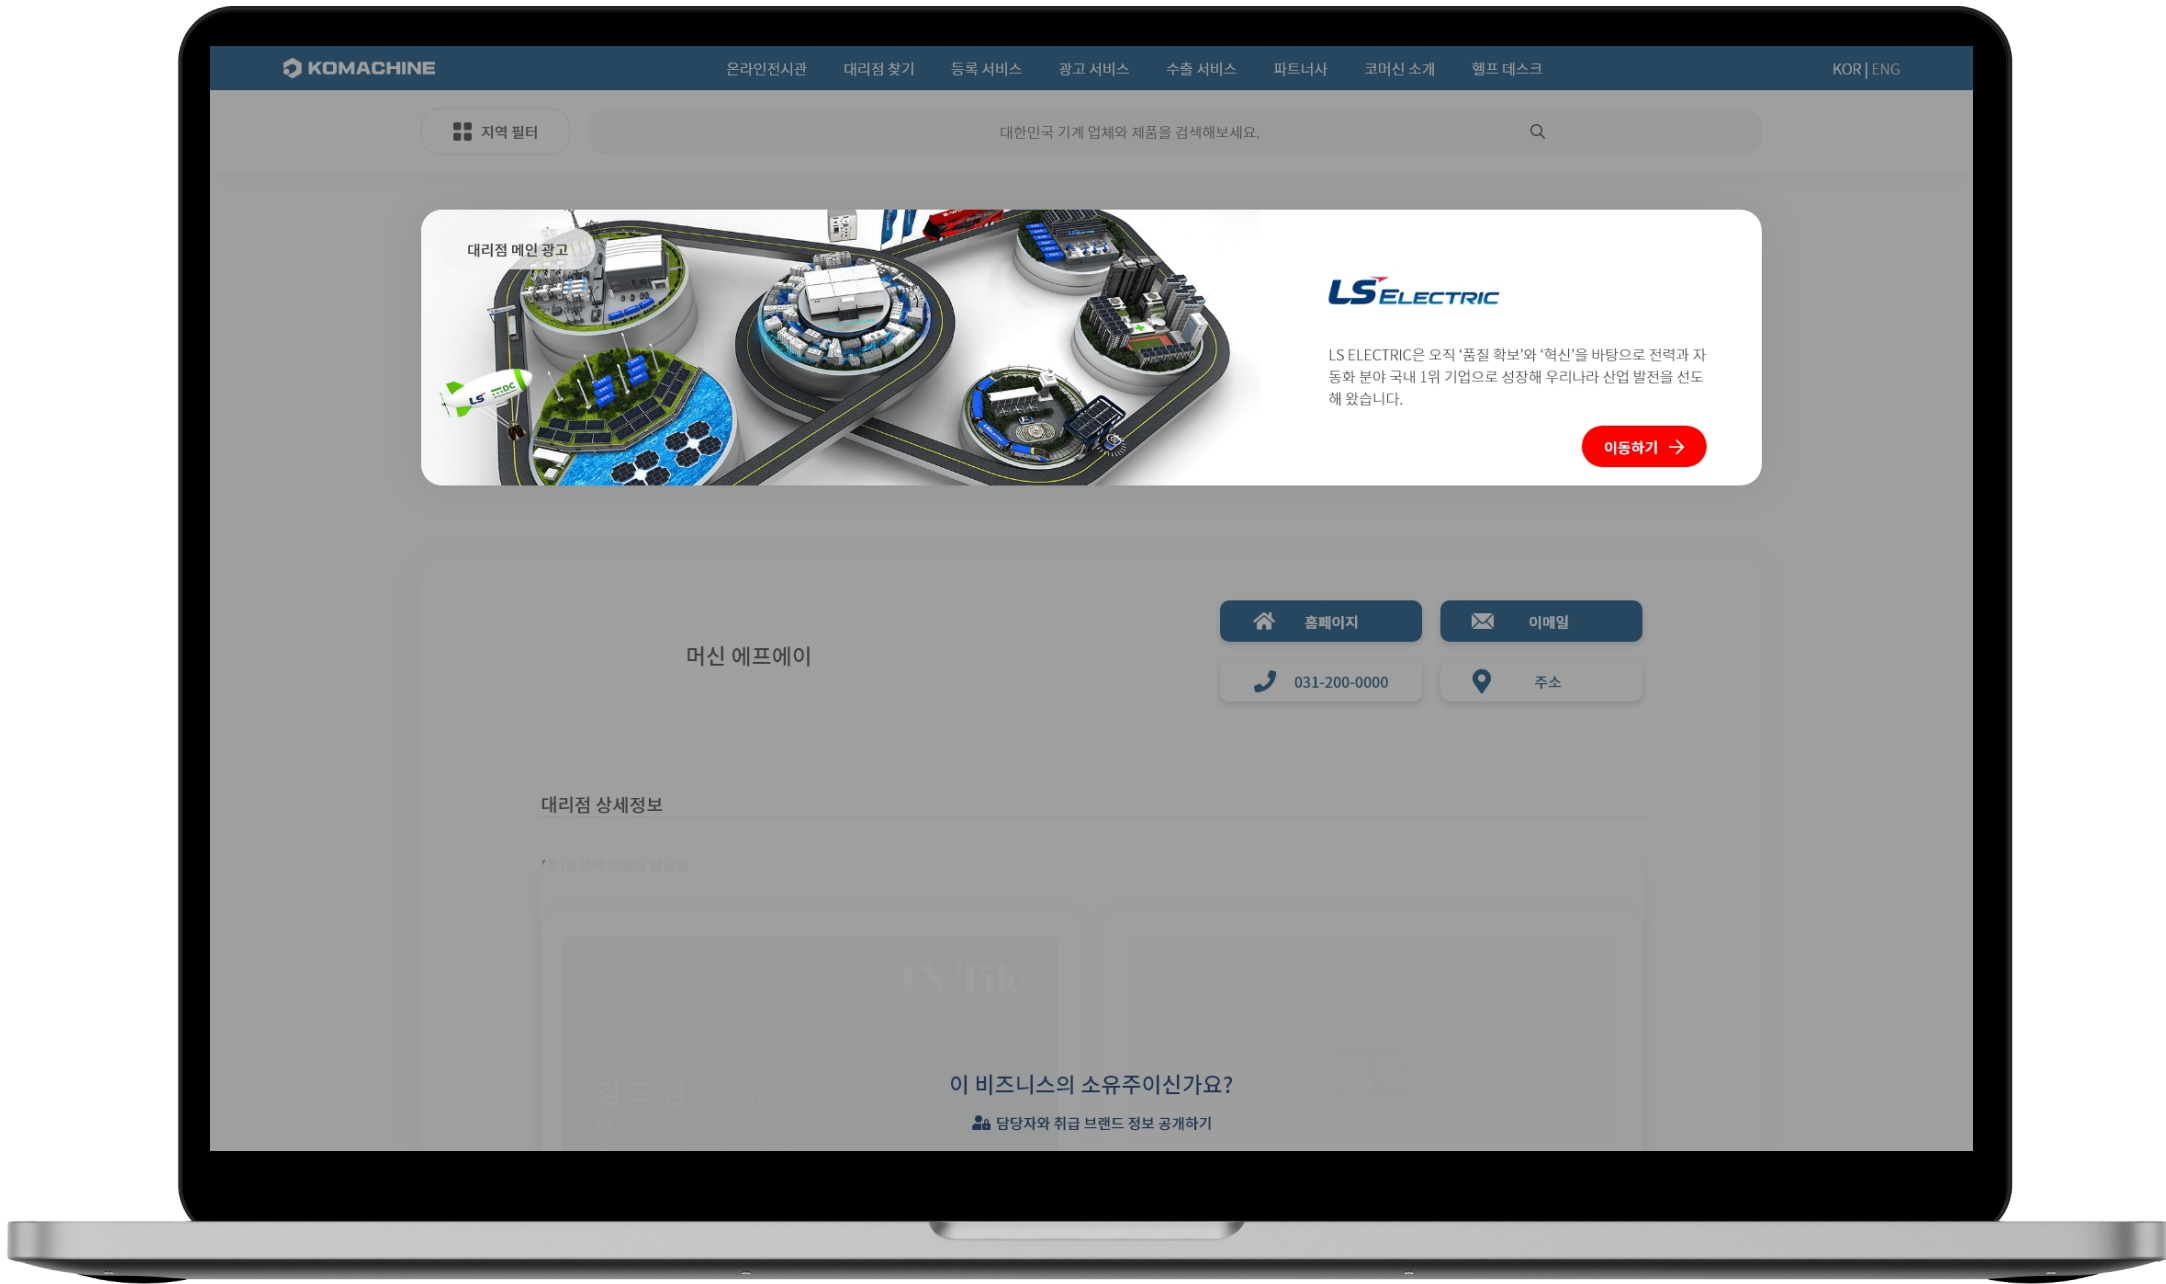 KOMACHINE
온라인전시관 대리점 찾기 등록 서비스 광고 서비스 수출 서비스 파트너사 코머신 소개 헬프 데스크
KOR | ENG
지역 필터
대한민국 기계 업체와 제품을 검색해보세요.
대리점 메인 광고
LS ELECTRIC
LS ELECTRIC은 오직 ‘품질 확보’와 ‘혁신’을 바탕으로 전력과 자
동화 분야 국내 1위 기업으로 성장해 우리나라 산업 발전을 선도
해 왔습니다.
LS
DC
이동하기
머신 에프에이
홈페이지
이메일
031-200-0000
주소
대리점 상세정보
LN Tile
김 도 형
이 비즈니스의 소유주이신가요?
담당자와 취급 브랜드 정보 공개하기